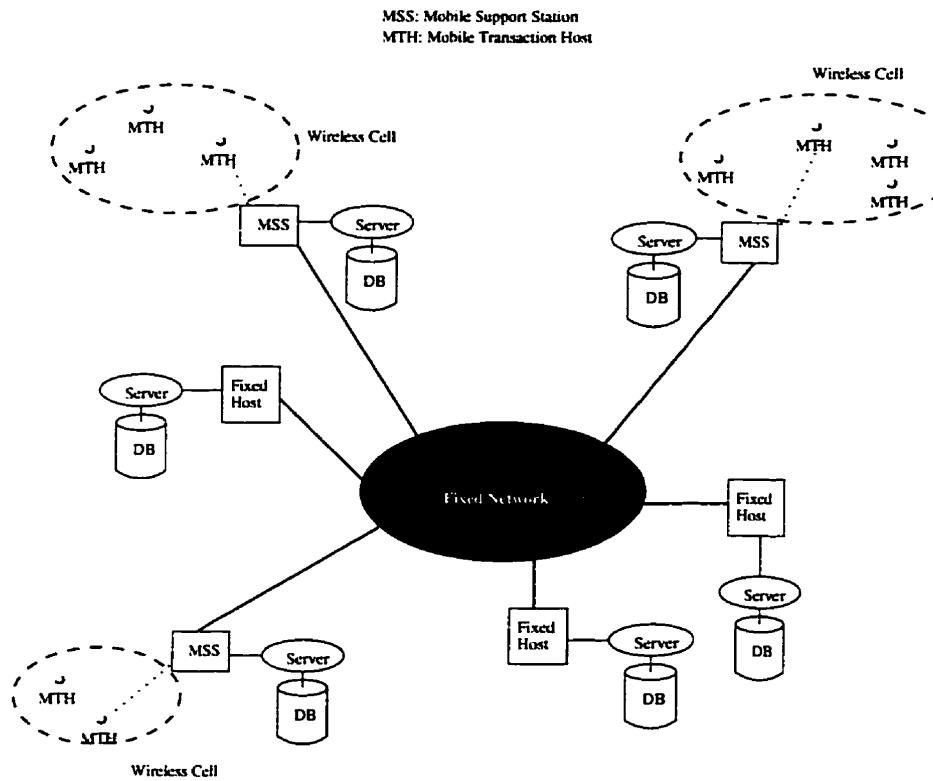 MSS: Mobile Support Station
MTH: Mobile Transaction Host
Wireless Cell
MTH
MTH
MTH
Wireless Cell
MTH
MTH
MTH
MTH
MSS
Server
DB
Server
MSS
DB
Server
Fixed
Host
DB
Fixed Network
Fixed
Host
Server
DB
Fixed
Host
Server
DB
MSS
Server
DB
MTH
MTH
Wireless Cell